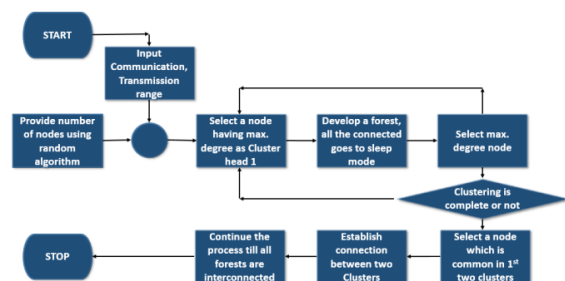 START
Input
Communication,
Transmission
range
Provide number
of nodes using
random
algorithm
Select a node
having max.
degree as Cluster
head 1
Develop a forest,
all the connected
goes to sleep
mode
Select max.
degree node
Clustering is
complete or not
Select a node
which is
common in 1st
two clusters
Establish
connection
between two
Clusters
Continue the
process till all
forests are
interconnected
STOP